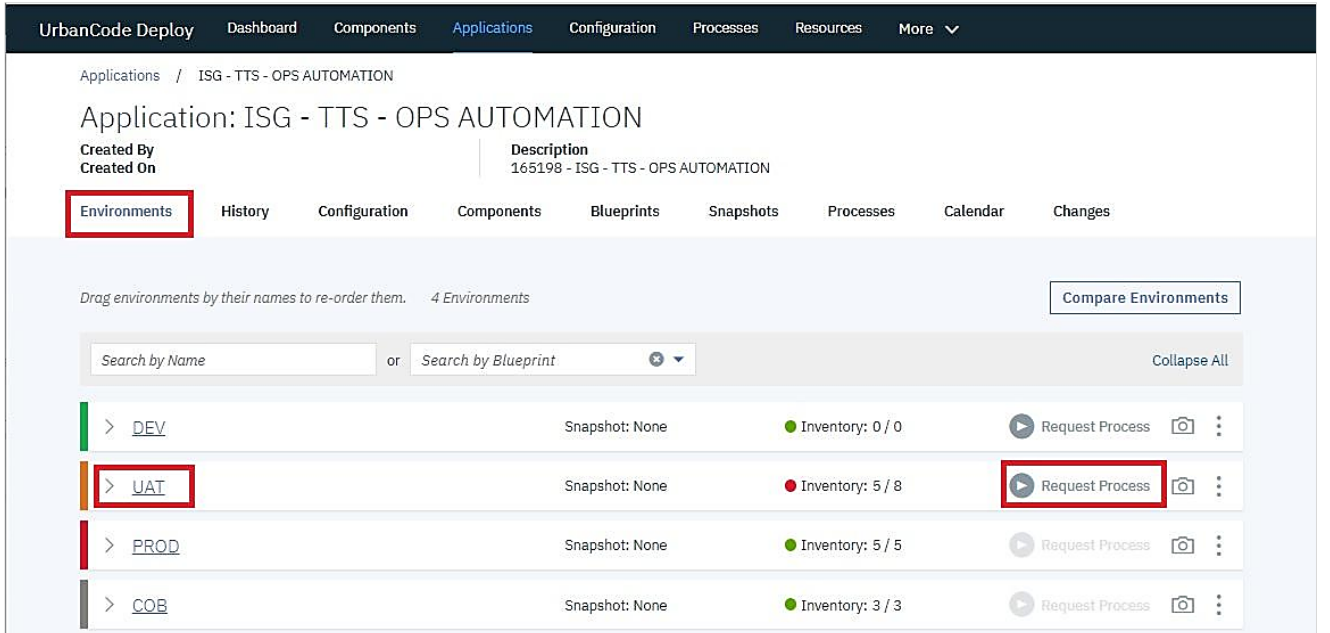 UrbanCode Deploy Dashboard Components Applications Configuration Processes Resources More
Applications / ISG - TTS - OPS AUTOMATION
Application: ISG - TTS - OPS AUTOMATION
Created By Description
Created On 165198 - ISG - TTS - OPS AUTOMATION
Environments History Configuration Components Blueprints Snapshots Processes Calendar Changes
Drag environments by their names to re-order them. 4 Environments Compare Environments
Search by Name or Search by Blueprint Collapse All
DEV Snapshot: None Inventory: 0 / 0 Request Process
UAT Snapshot: None Inventory: 5 / 8 Request Process
PROD Snapshot: None Inventory: 5 / 5 Request Process
COB Snapshot: None Inventory: 3 / 3 Request Process